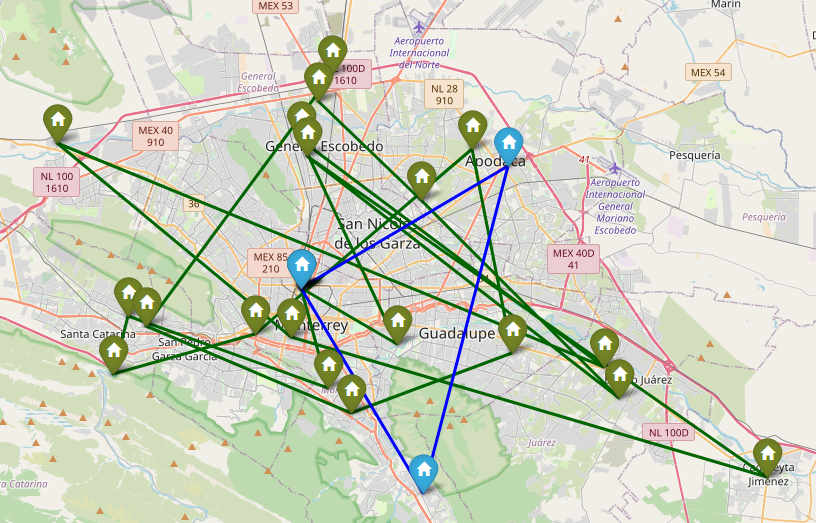 Marin
MEX 53
Aeropuerto
Internacional
del Norte
General
Escobedo
100D
1610
MEX 54
NL 28
910
MEX 40
910
General Escobedo
Apodaca
41
Pesquería
NL 100
1610
Aeropuerto
Internacional
General
Mariano
Escobedo
36
Pesquería
San Nicolás
de los Garza
MEX 85
210
MEX 40D
41
Santa Catarina
San Pedro
Garza García
Monterrey
Guadalupe
Juárez
NL 100D
Juárez
Cadereyta
Jiménez
Catarina